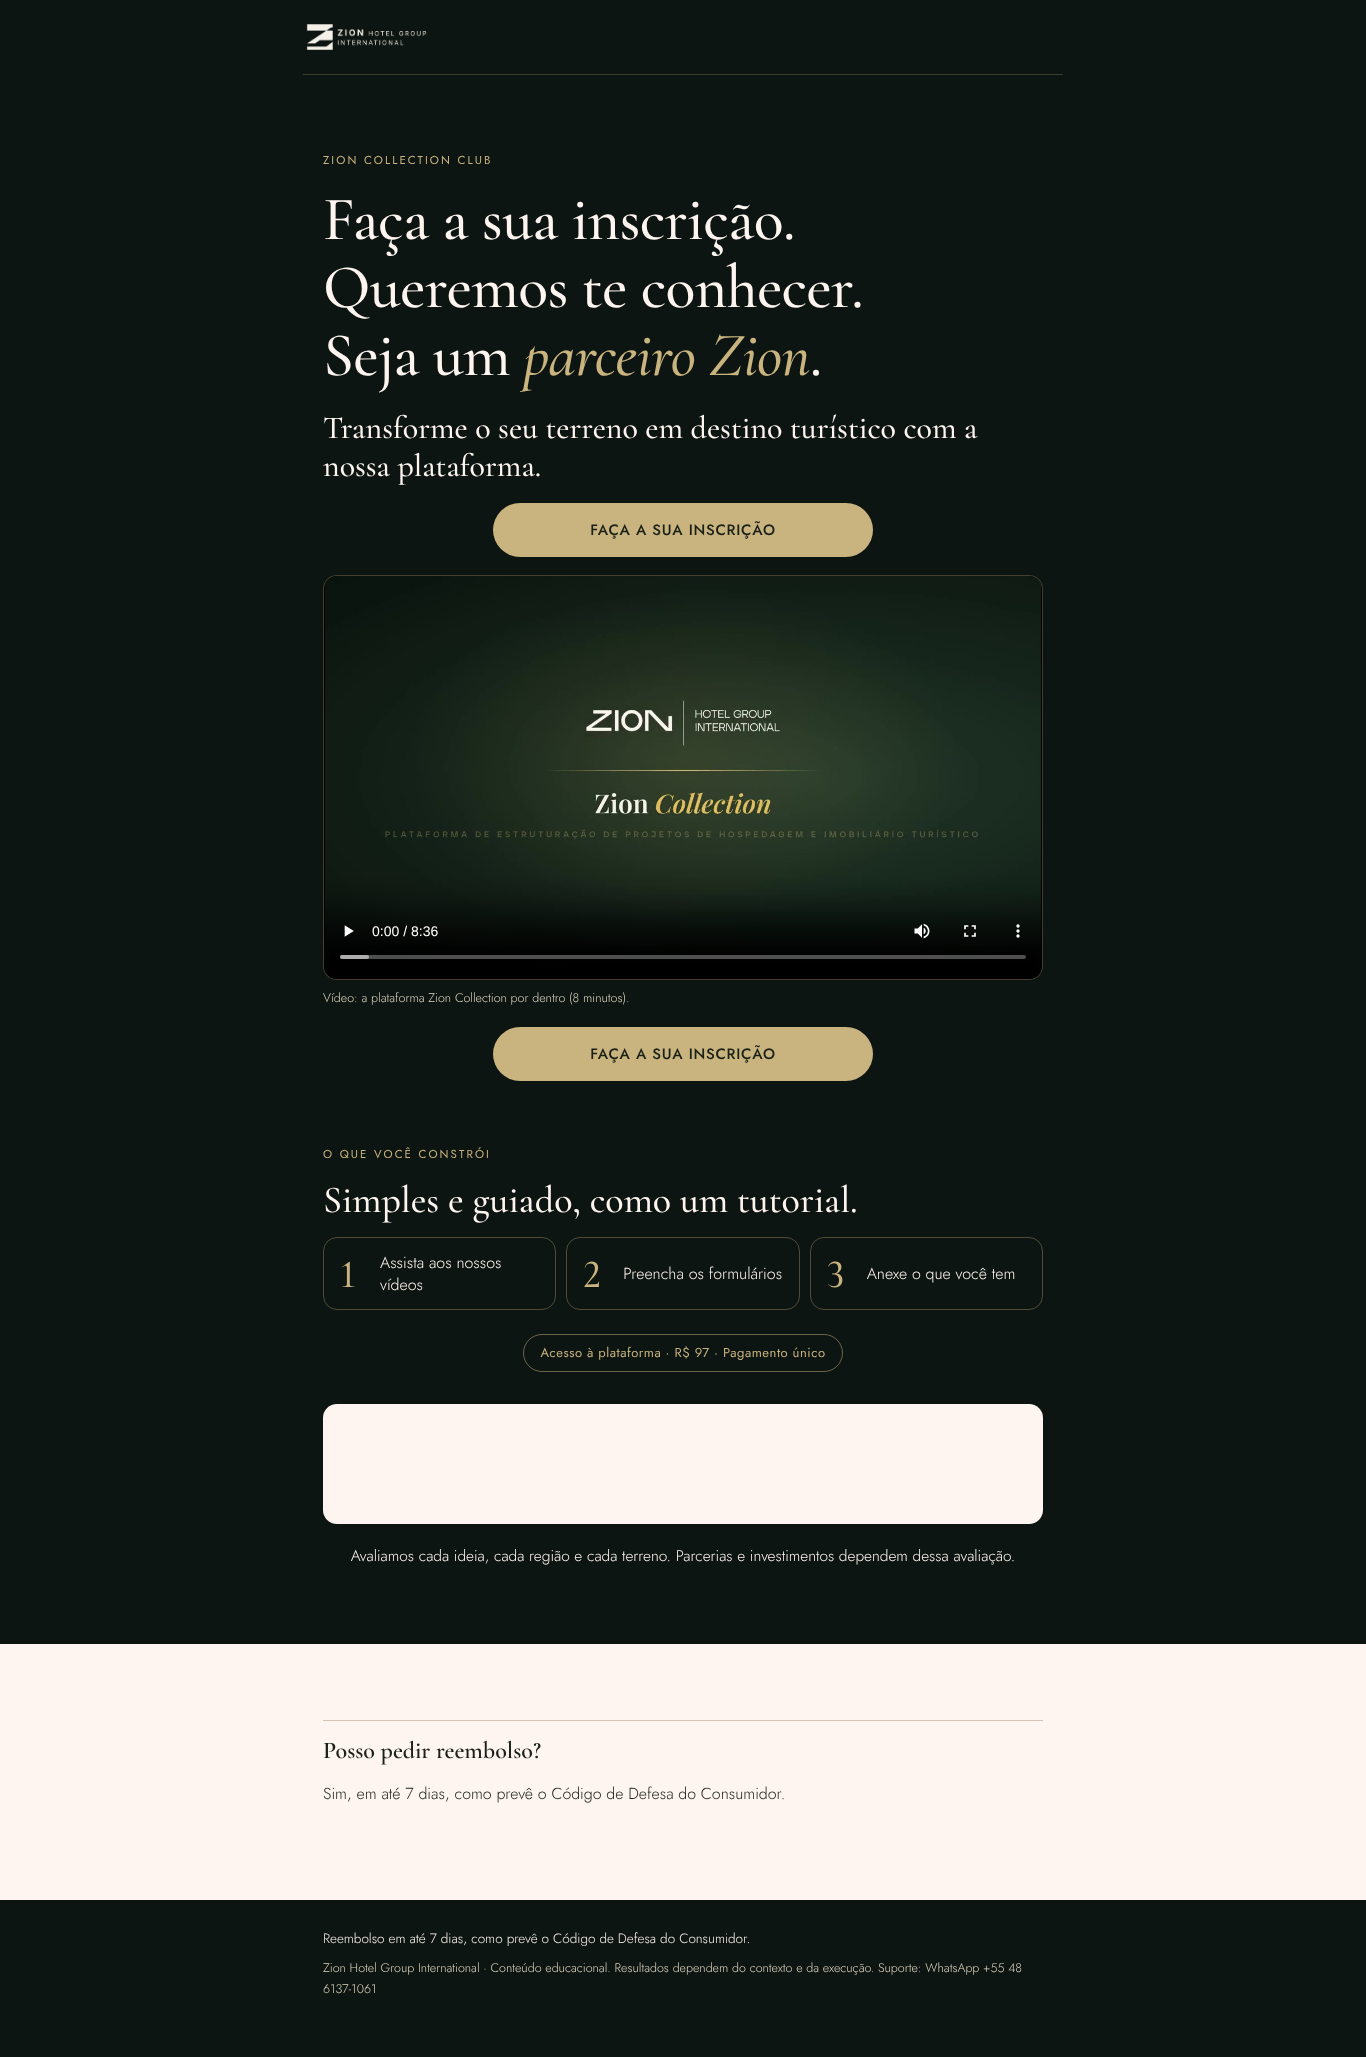 ZION HOTEL GROUP
INTERNATIONAL
ZION COLLECTION CLUB
Faça a sua inscrição.
Queremos te conhecer.
Seja um parceiro Zion.
Transforme o seu terreno em destino turístico com a
nossa plataforma.
FAÇA A SUA INSCRIÇÃO
ZION
HOTEL GROUP
INTERNATIONAL
Zion Collection
PLATAFORMA DE ESTRUTURAÇÃO DE PROJETOS DE HOSPEDAGEM E IMOBILIÁRIO TURÍSTICO
0:00 / 8:36
Vídeo: a plataforma Zion Collection por dentro (8 minutos).
FAÇA A SUA INSCRIÇÃO
O QUE VOCÊ CONSTRÓI
Simples e guiado, como um tutorial.
1
Assista aos nossos
vídeos
2
Preencha os formulários
3
Anexe o que você tem
Acesso à plataforma · R$ 97 · Pagamento único
Avaliamos cada ideia, cada região e cada terreno. Parcerias e investimentos dependem dessa avaliação.
Posso pedir reembolso?
Sim, em até 7 dias, como prevê o Código de Defesa do Consumidor.
Reembolso em até 7 dias, como prevê o Código de Defesa do Consumidor.
Zion Hotel Group International · Conteúdo educacional. Resultados dependem do contexto e da execução. Suporte: WhatsApp +55 48
6137-1061